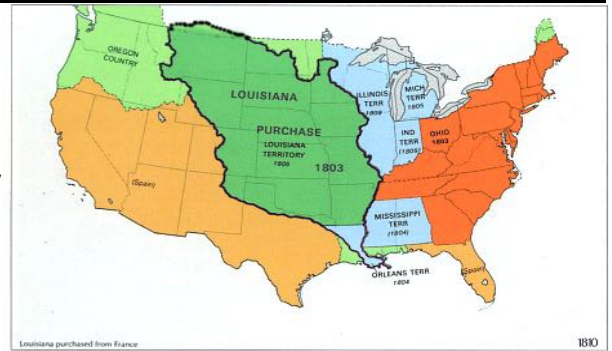 OREGON
COUNTRY
LOUISIANA
PURCHASE
LOUISIANA
TERRITORY
1805
1803
ILLINOIS
TERR
1809
MICH
TERR
1805
IND
TERR
(1805)
OHIO
1803
(Spain)
MISSISSIPPI
TERR
(1804)
ORLEANS TERR
1804
(Spain)
Louisiana purchased from France
1810